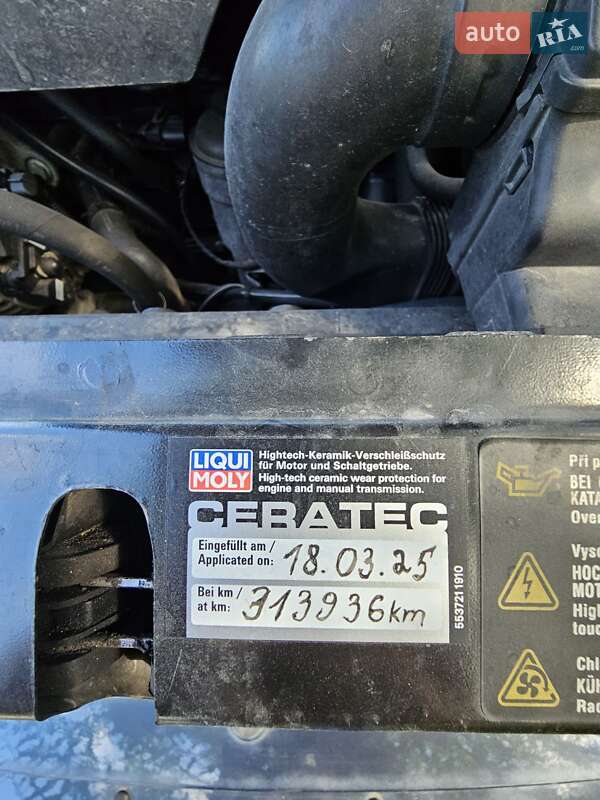 auto RIA .com
LIQUI MOLY
Hightech-Keramik-Verschleißschutz
für Motor und Schaltgetriebe.
High-tech ceramic wear protection for
engine and manual transmission.
CERATEC
Eingefüllt am /
Applicated on: 18.03.25
Bei km /
at km: 313936km
5537211910
Při p
BEI
KATA
Over
Vyso
HOC
MOT
High
touc
Chl
KÜH
Rad